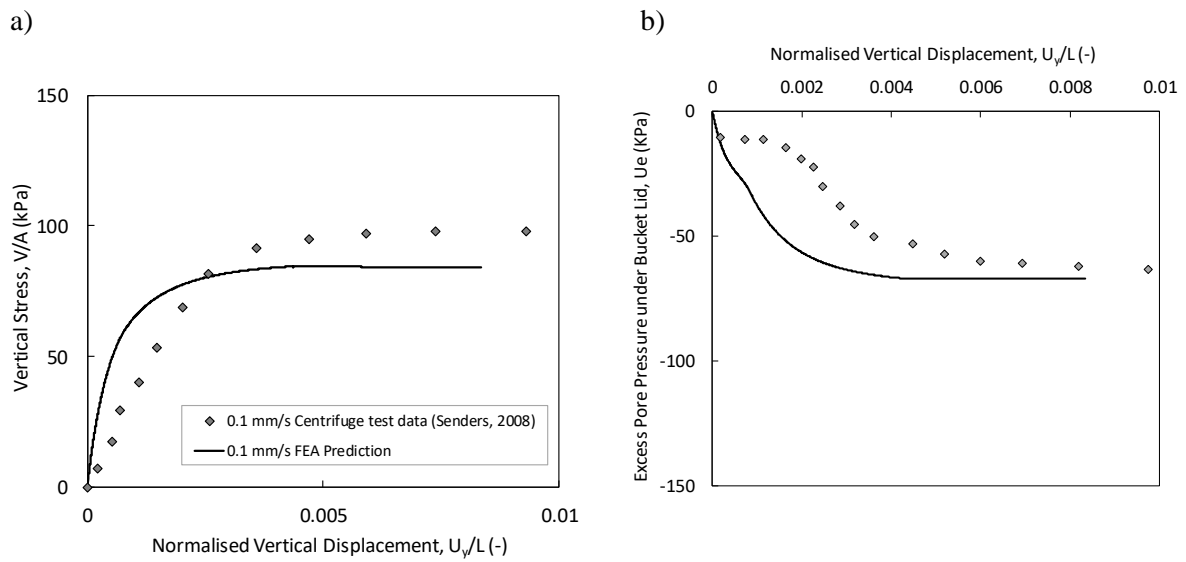 a)
150
100
50
0
0
0.005
0.01
Vertical Stress, V/A (kPa)
Normalised Vertical Displacement, Uy/L (-)
0.1 mm/s Centrifuge test data (Senders, 2008)
0.1 mm/s FEA Prediction
b)
Normalised Vertical Displacement, Uy/L (-)
0
0.002
0.004
0.006
0.008
0.01
0
-50
-100
-150
Excess Pore Pressure under Bucket Lid, Ue (KPa)